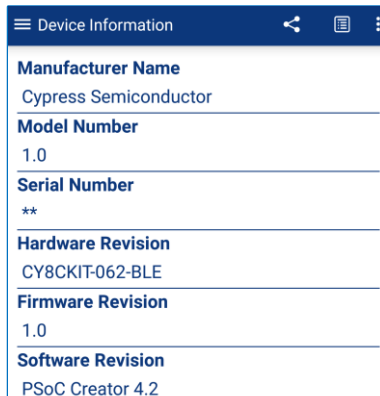 Device Information
Manufacturer Name
Cypress Semiconductor
Model Number
1.0
Serial Number
**
Hardware Revision
CY8CKIT-062-BLE
Firmware Revision
1.0
Software Revision
PSoC Creator 4.2